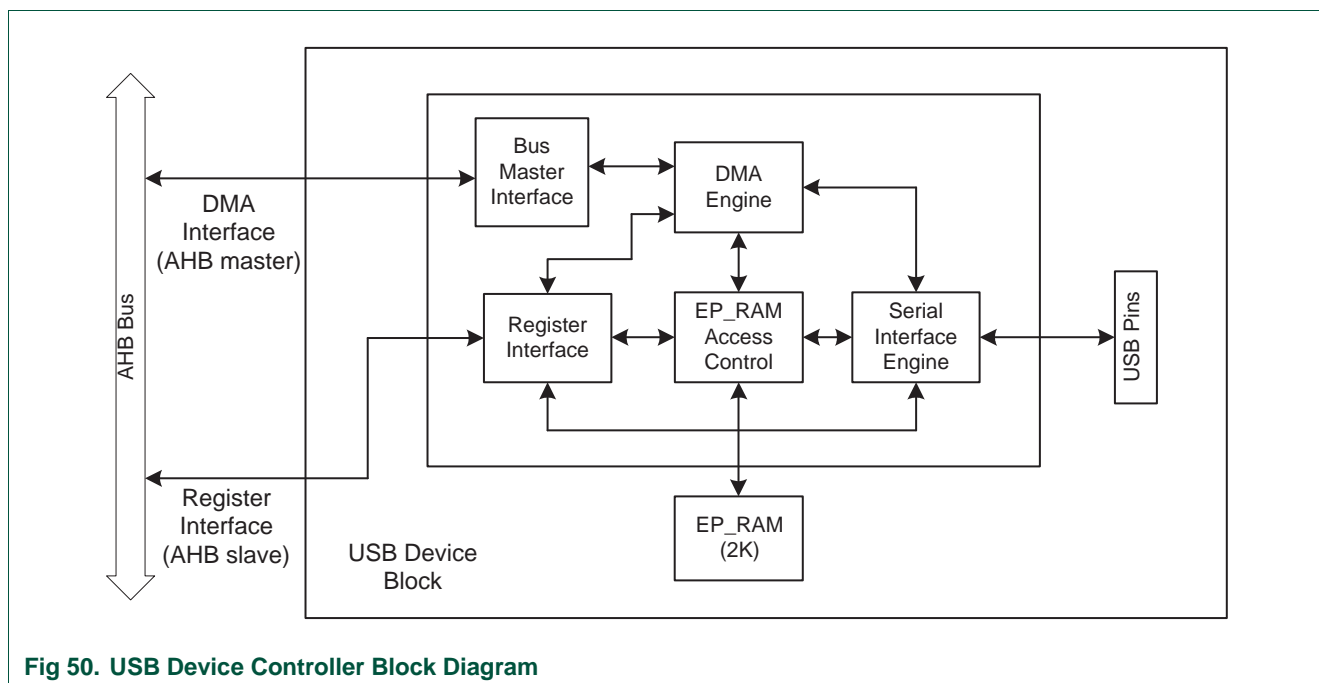 Bus
Master
Interface
DMA
Engine
DMA
Interface
(AHB master)
AHB Bus
Register
Interface
EP_RAM
Access
Control
Serial
Interface
Engine
USB Pins
Register
Interface
(AHB slave)
USB Device
Block
EP_RAM
(2K)
Fig 50. USB Device Controller Block Diagram